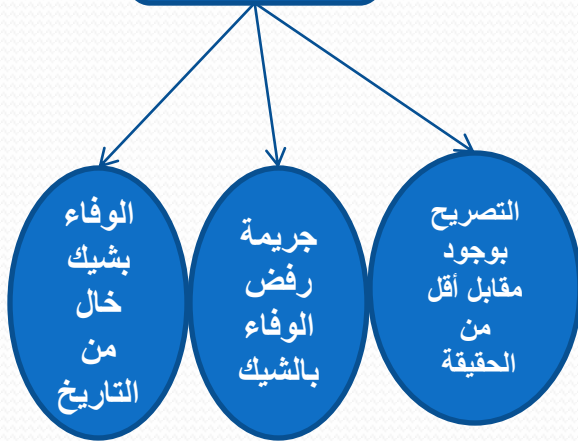 التصريح
بوجود
مقابل أقل
من
الحقيقة
جريمة
رفض
الوفاء
بالشيك
الوفاء
بشيك
خال
من
التاريخ